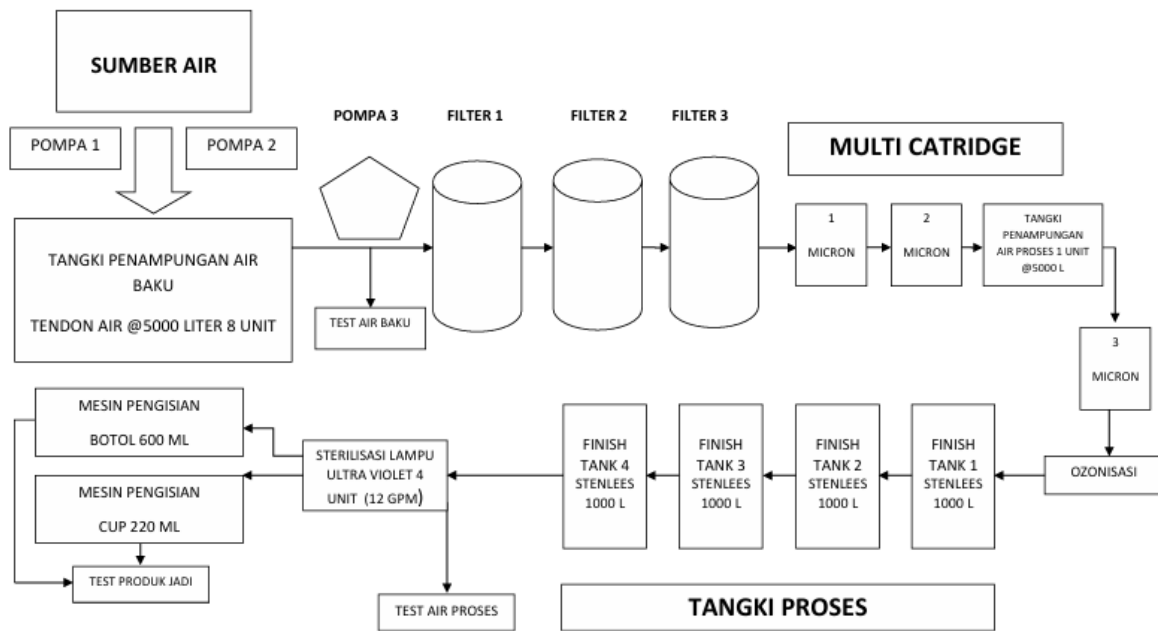 SUMBER AIR
POMPA 1
POMPA 2
POMPA 3
FILTER 1
FILTER 2
FILTER 3
MULTI CATRIDGE
TANGKI PENAMPUNGAN AIR
BAKU
TENDON AIR @5000 LITER 8 UNIT
TEST AIR BAKU
1
MICRON
2
MICRON
TANGKI
PENAMPUNGAN
AIR PROSES 1 UNIT
@5000 L
3
MICRON
OZONISASI
FINISH
TANK 1
STENLEES
1000 L
FINISH
TANK 2
STENLEES
1000 L
FINISH
TANK 3
STENLEES
1000 L
FINISH
TANK 4
STENLEES
1000 L
TANGKI PROSES
STERILISASI LAMPU
ULTRA VIOLET 4
UNIT (12 GPM)
TEST AIR PROSES
MESIN PENGISIAN
BOTOL 600 ML
MESIN PENGISIAN
CUP 220 ML
TEST PRODUK JADI